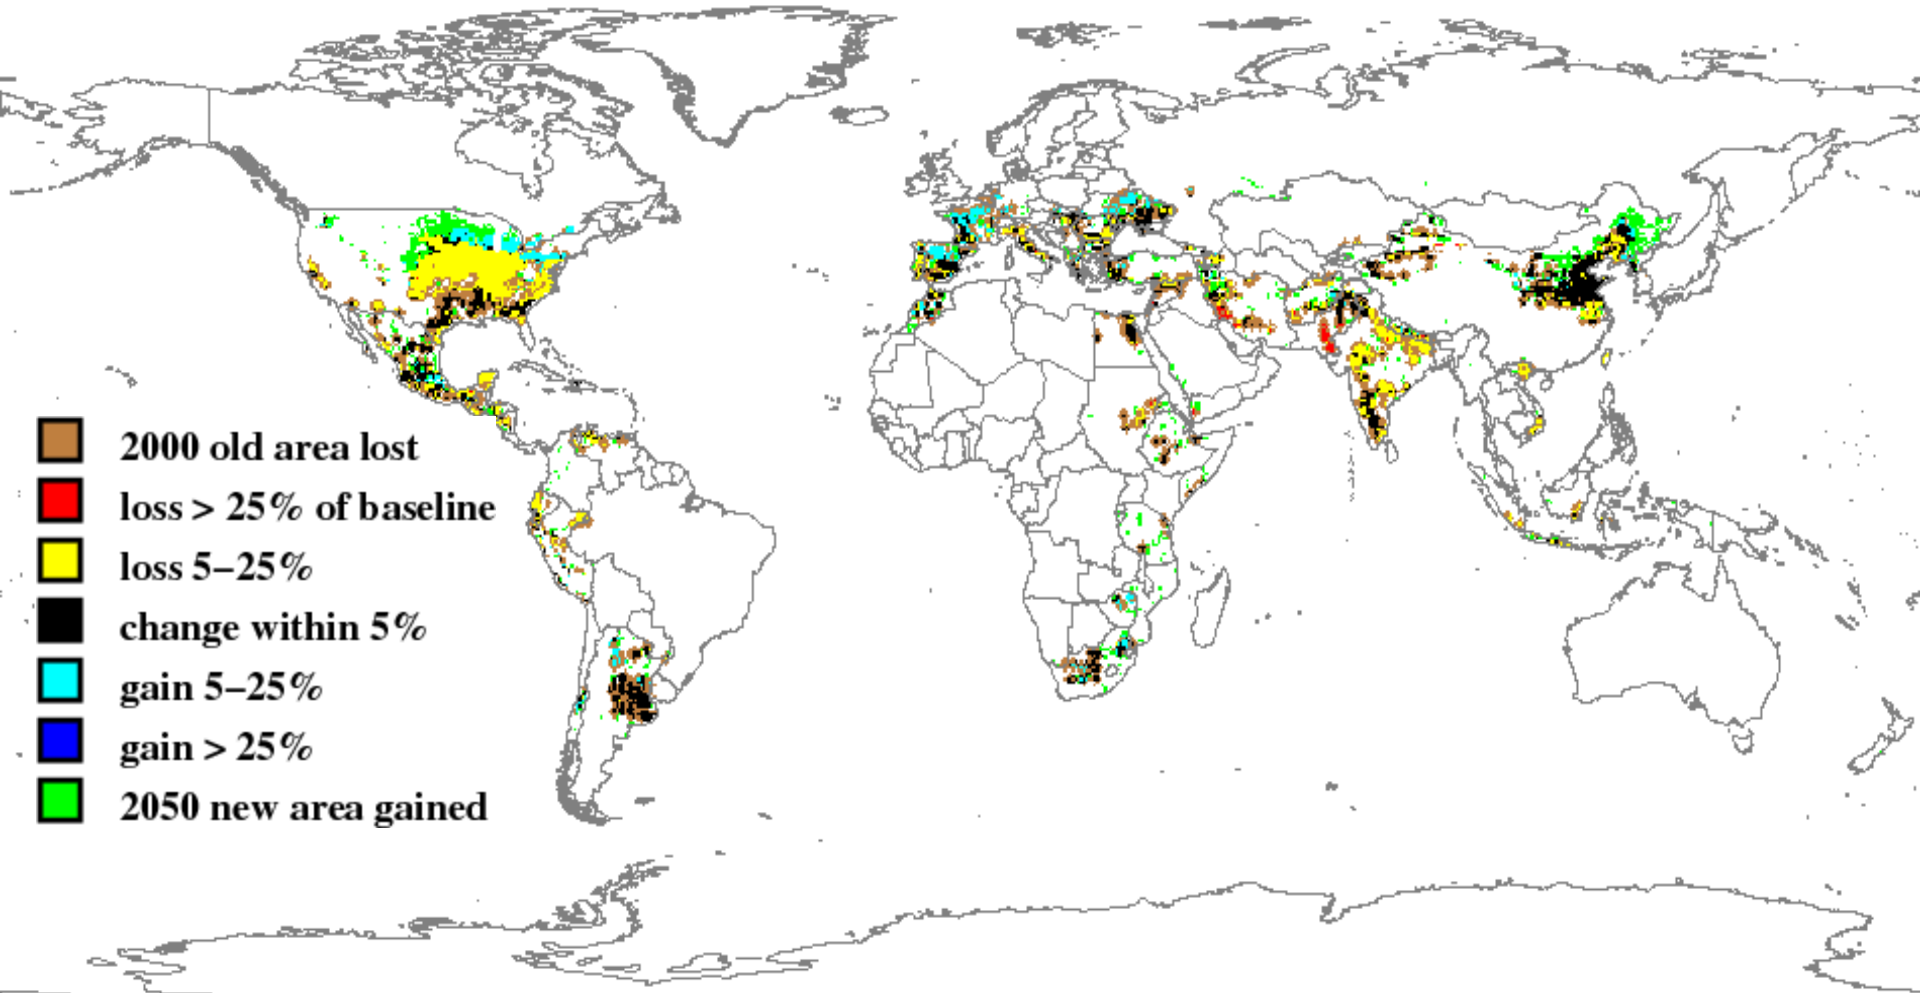 2000 old area lost
loss > 25% of baseline
loss 5–25%
change within 5%
gain 5–25%
gain > 25%
2050 new area gained